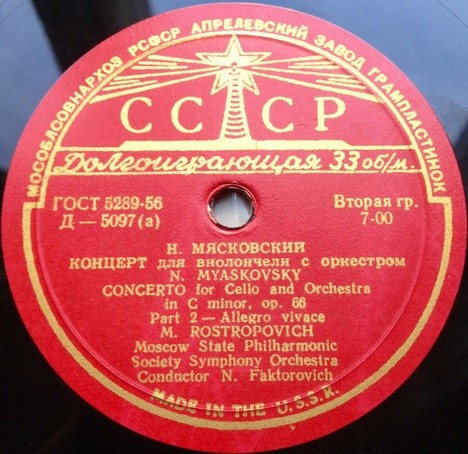 МОСОБЛСОВНАРХОЗ РСФСР АПРЕЛЕВСКИЙ ЗАВОД ГРАМПЛАСТИНОК
СССР
Долгоиграющая 33 об/м.
ГОСТ 5289-56
Д — 5097 (а)
Вторая гр.
7-00
Н. МЯСКОВСКИЙ
КОНЦЕРТ для виолончели с оркестром
N. MYASKOVSKY
CONCERTO for Cello and Orchestra
in C minor, op. 66
Part 2 — Allegro vivace
M. ROSTROPOVICH
Moscow State Philharmonic
Society Symphony Orchestra
Conductor N. Faktorovich
MADE IN THE U.S.S.R.